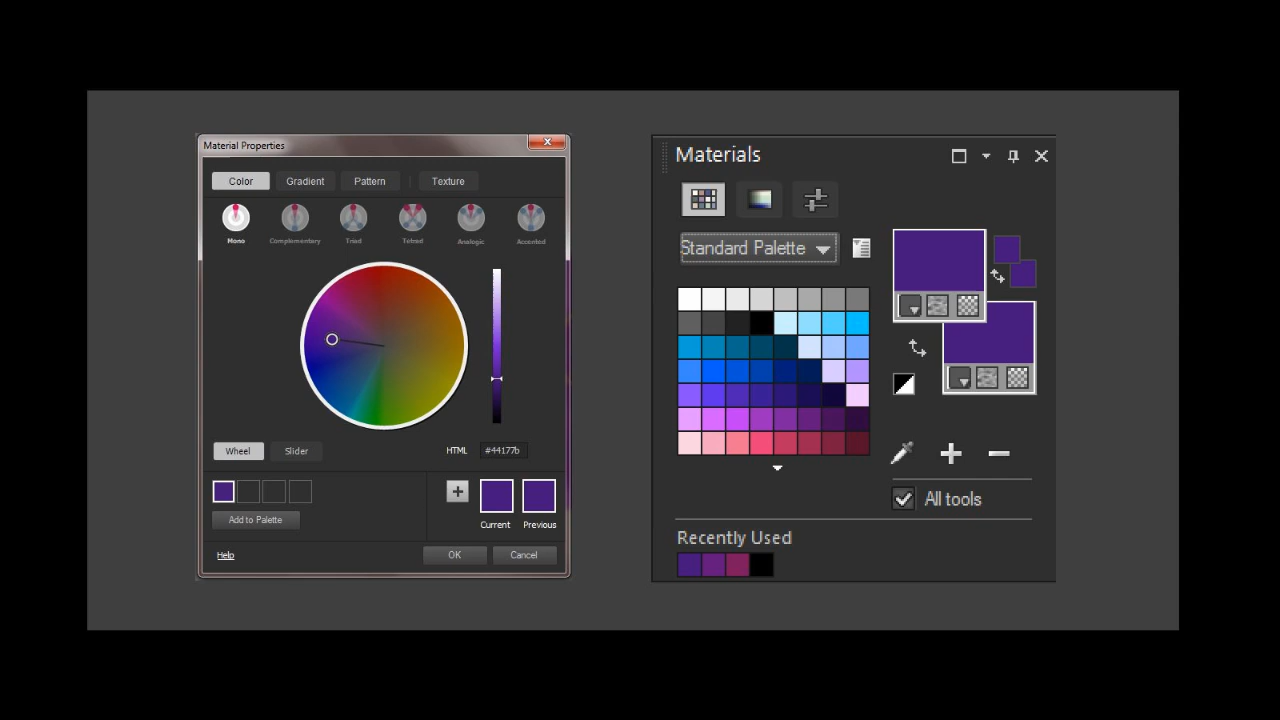 Material Properties
Color Gradient Pattern Texture
Mono Complementary Triad Tetrad Analogic Accented
Wheel Slider HTML #44177b
Add to Palette
Current Previous
Help OK Cancel
Materials
Standard Palette
All tools
Recently Used